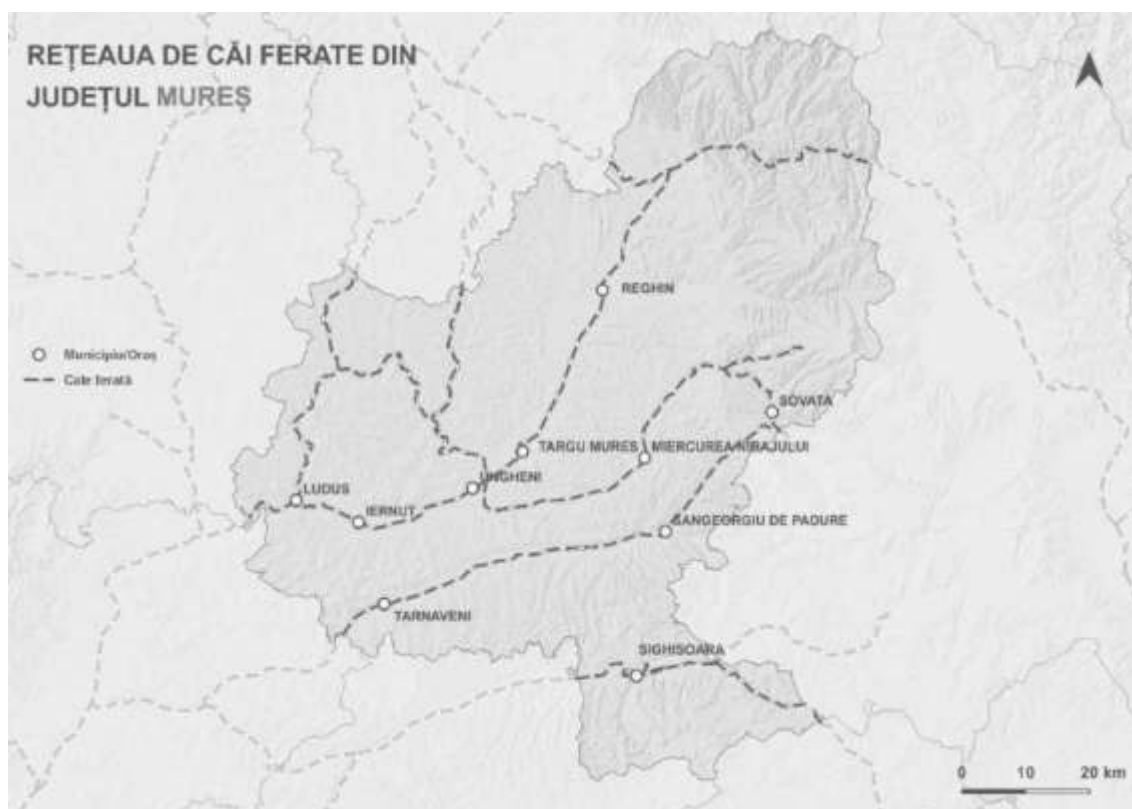 REȚEAUA DE CĂI FERATE DIN
JUDEȚUL MUREȘ
REGHIN
Municipiu/Oraș
Cale ferată
SOVATA
TARGU MURES
MIERCUREA NIRAJULUI
UNGHENI
LUDUS
IERNUT
SANGEORGIU DE PADURE
TARNAVENI
SIGHISOARA
0 10 20 km